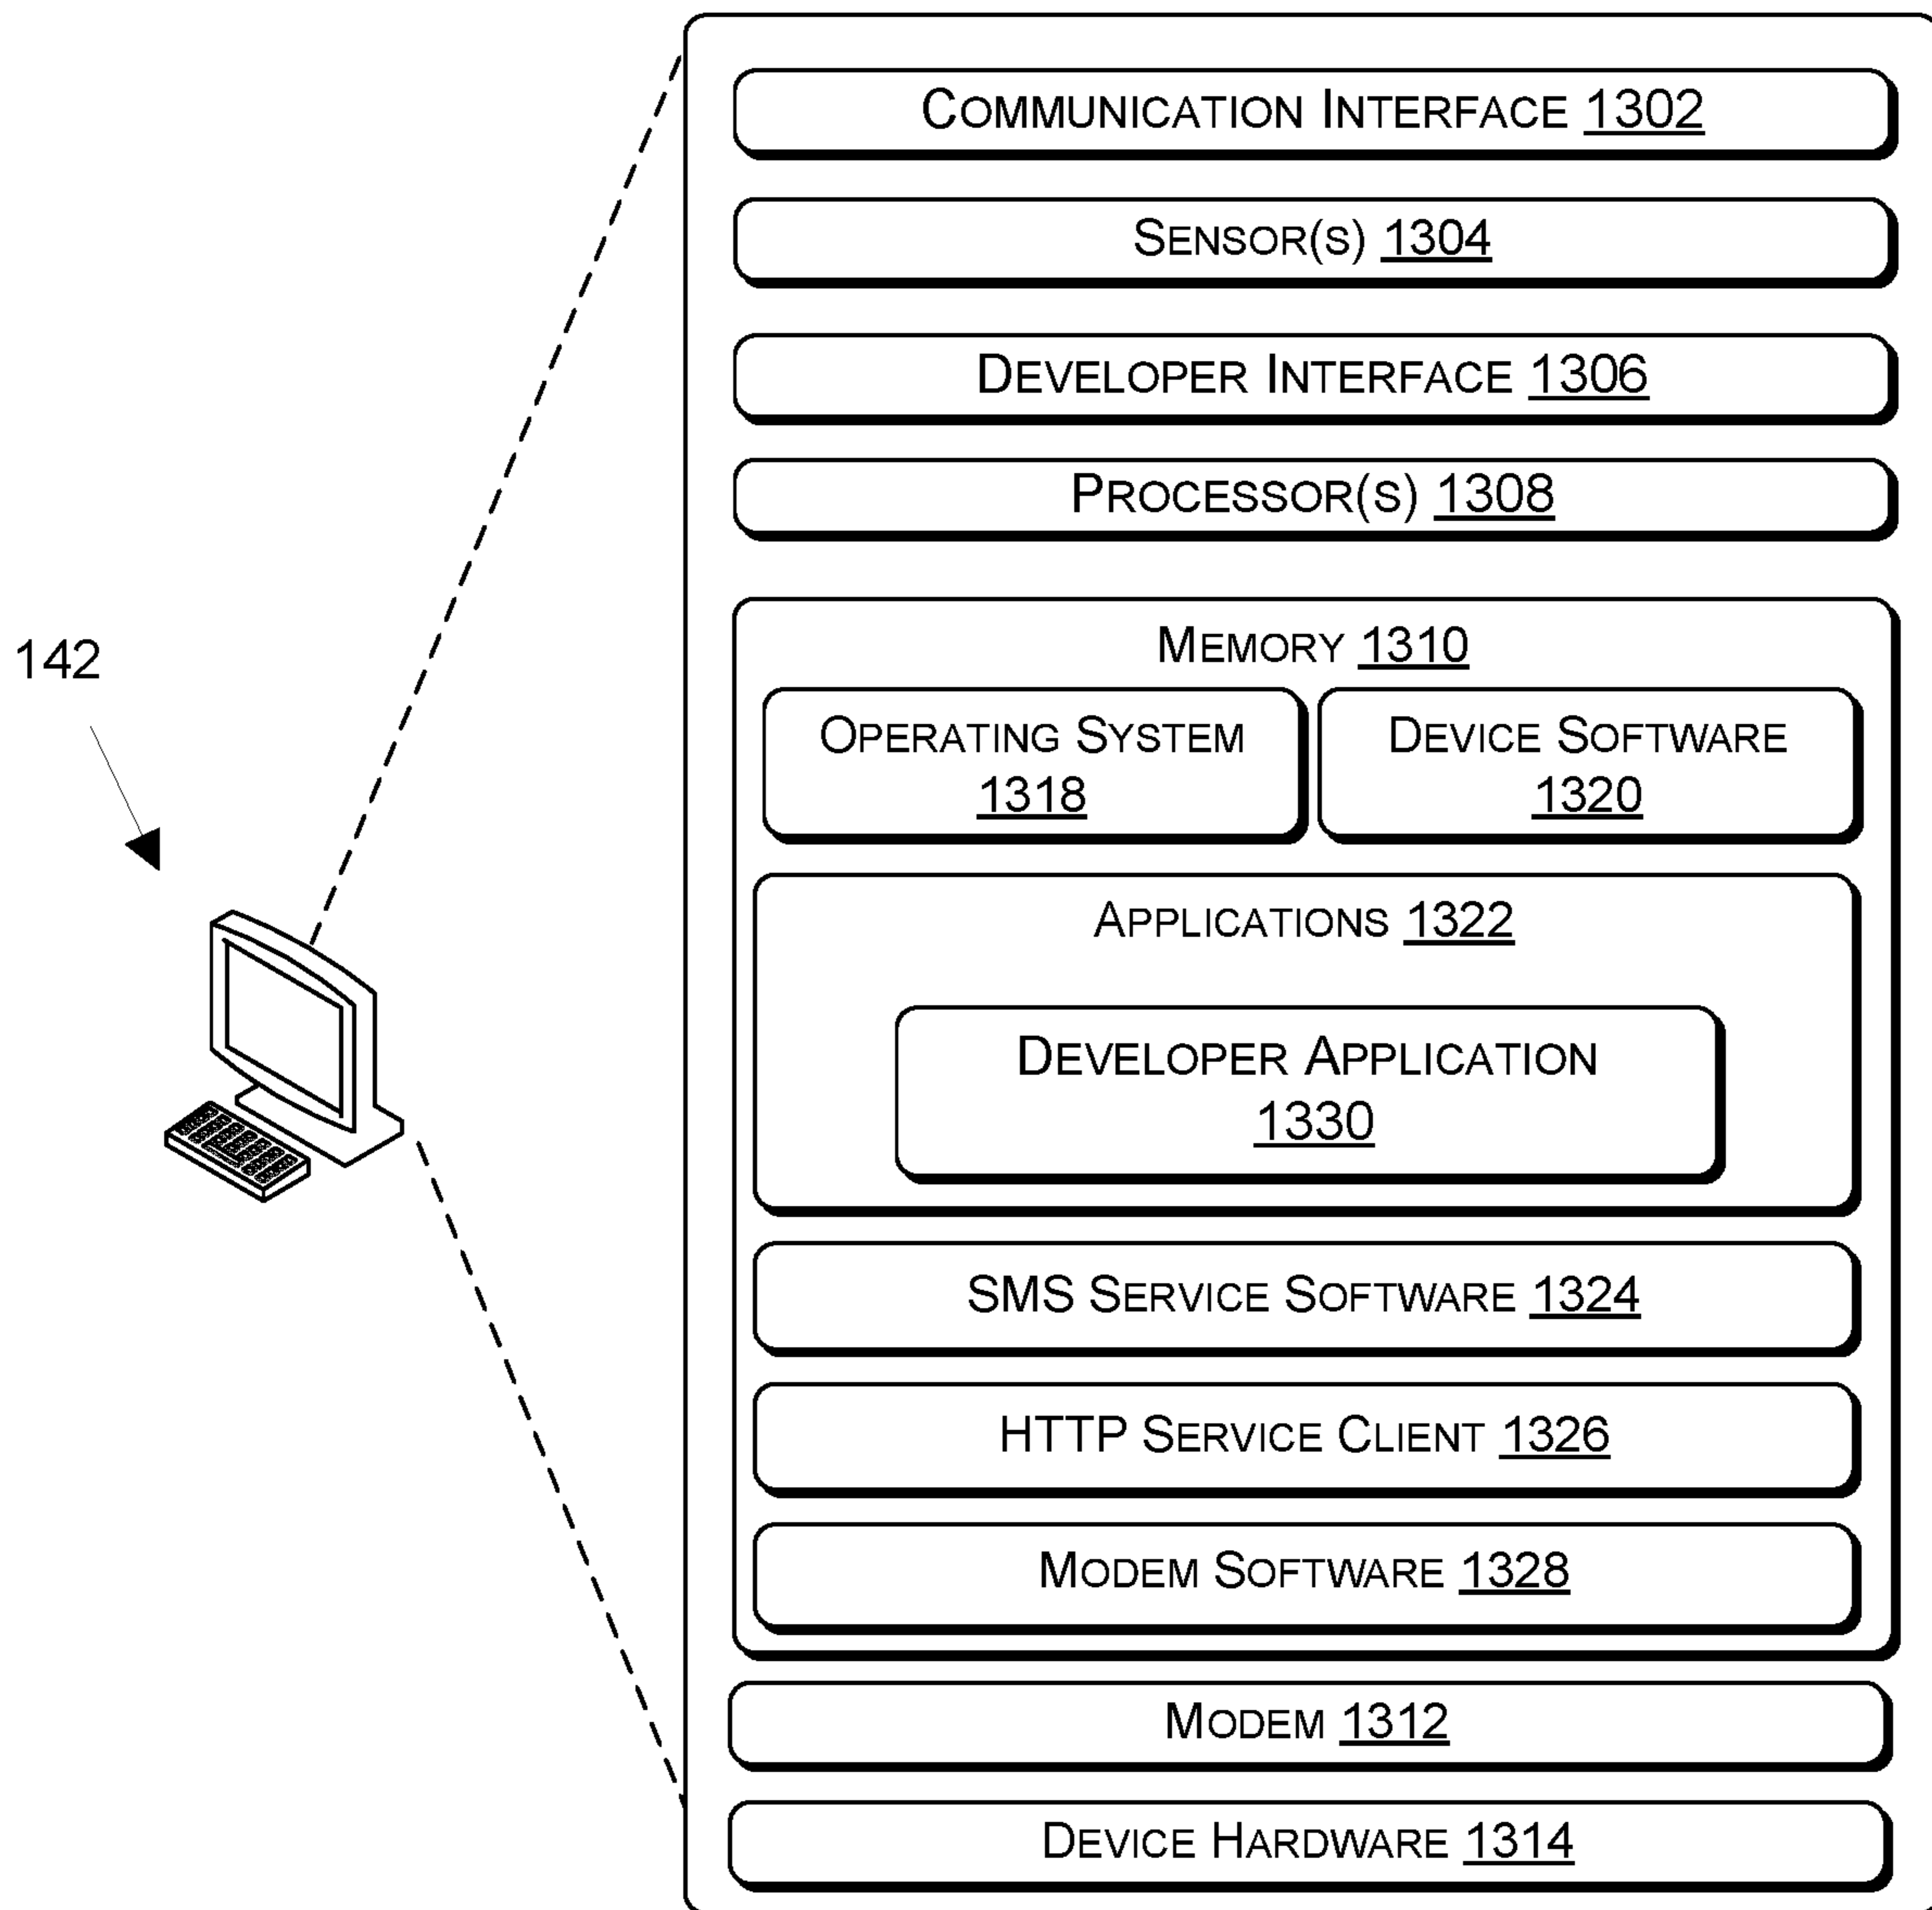 COMMUNICATION INTERFACE 1302
SENSOR(S) 1304
DEVELOPER INTERFACE 1306
PROCESSOR(S) 1308
142
MEMORY 1310
OPERATING SYSTEM
1318
DEVICE SOFTWARE
1320
APPLICATIONS 1322
DEVELOPER APPLICATION
1330
SMS SERVICE SOFTWARE 1324
HTTP SERVICE CLIENT 1326
MODEM SOFTWARE 1328
MODEM 1312
DEVICE HARDWARE 1314